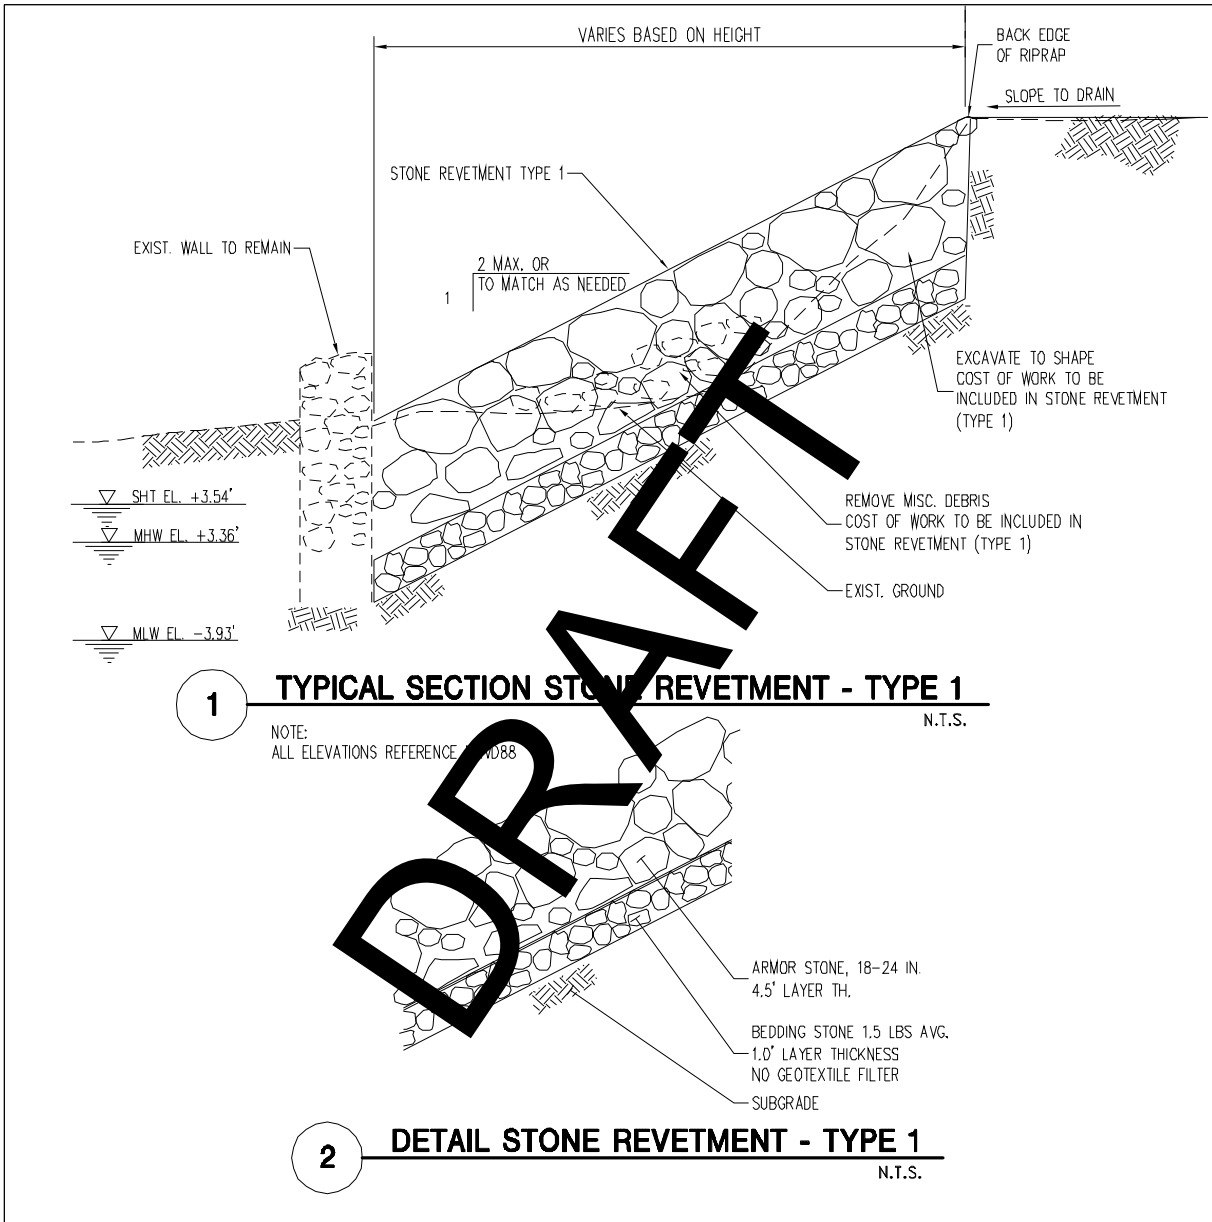 VARIES BASED ON HEIGHT
BACK EDGE
OF RIPRAP
SLOPE TO DRAIN
STONE REVETMENT TYPE 1
EXIST. WALL TO REMAIN
2 MAX. OR
TO MATCH AS NEEDED
1
EXCAVATE TO SHAPE
COST OF WORK TO BE
INCLUDED IN STONE REVETMENT
(TYPE 1)
SHT EL. +3.54'
MHW EL. +3.36'
REMOVE MISC. DEBRIS
COST OF WORK TO BE INCLUDED IN
STONE REVETMENT (TYPE 1)
EXIST. GROUND
MLW EL. -3.93'
1 TYPICAL SECTION STONE REVETMENT - TYPE 1
N.T.S.
NOTE:
ALL ELEVATIONS REFERENCE
DRAFT
ARMOR STONE, 18-24 IN.
4.5' LAYER TH.
BEDDING STONE 1.5 LBS AVG.
1.0' LAYER THICKNESS
NO GEOTEXTILE FILTER
SUBGRADE
2 DETAIL STONE REVETMENT - TYPE 1
N.T.S.